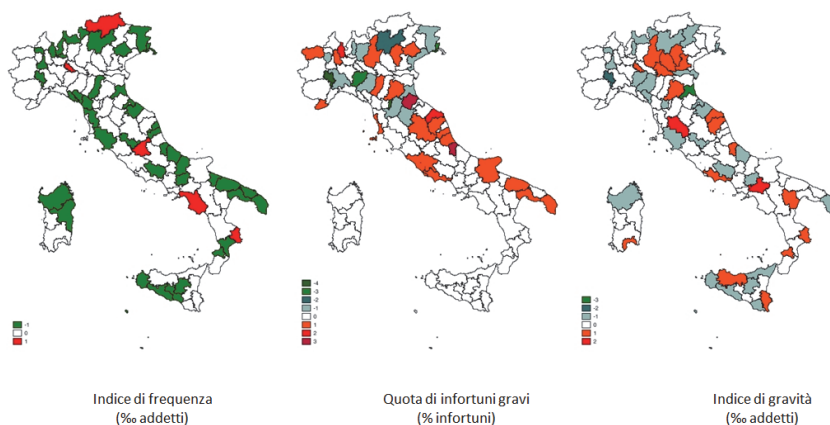 -1
0
1
-4
-3
-2
-1
0
1
2
3
-3
-2
-1
0
1
2
Indice di frequenza
(‰ addetti)
Quota di infortuni gravi
(% infortuni)
Indice di gravità
(‰ addetti)